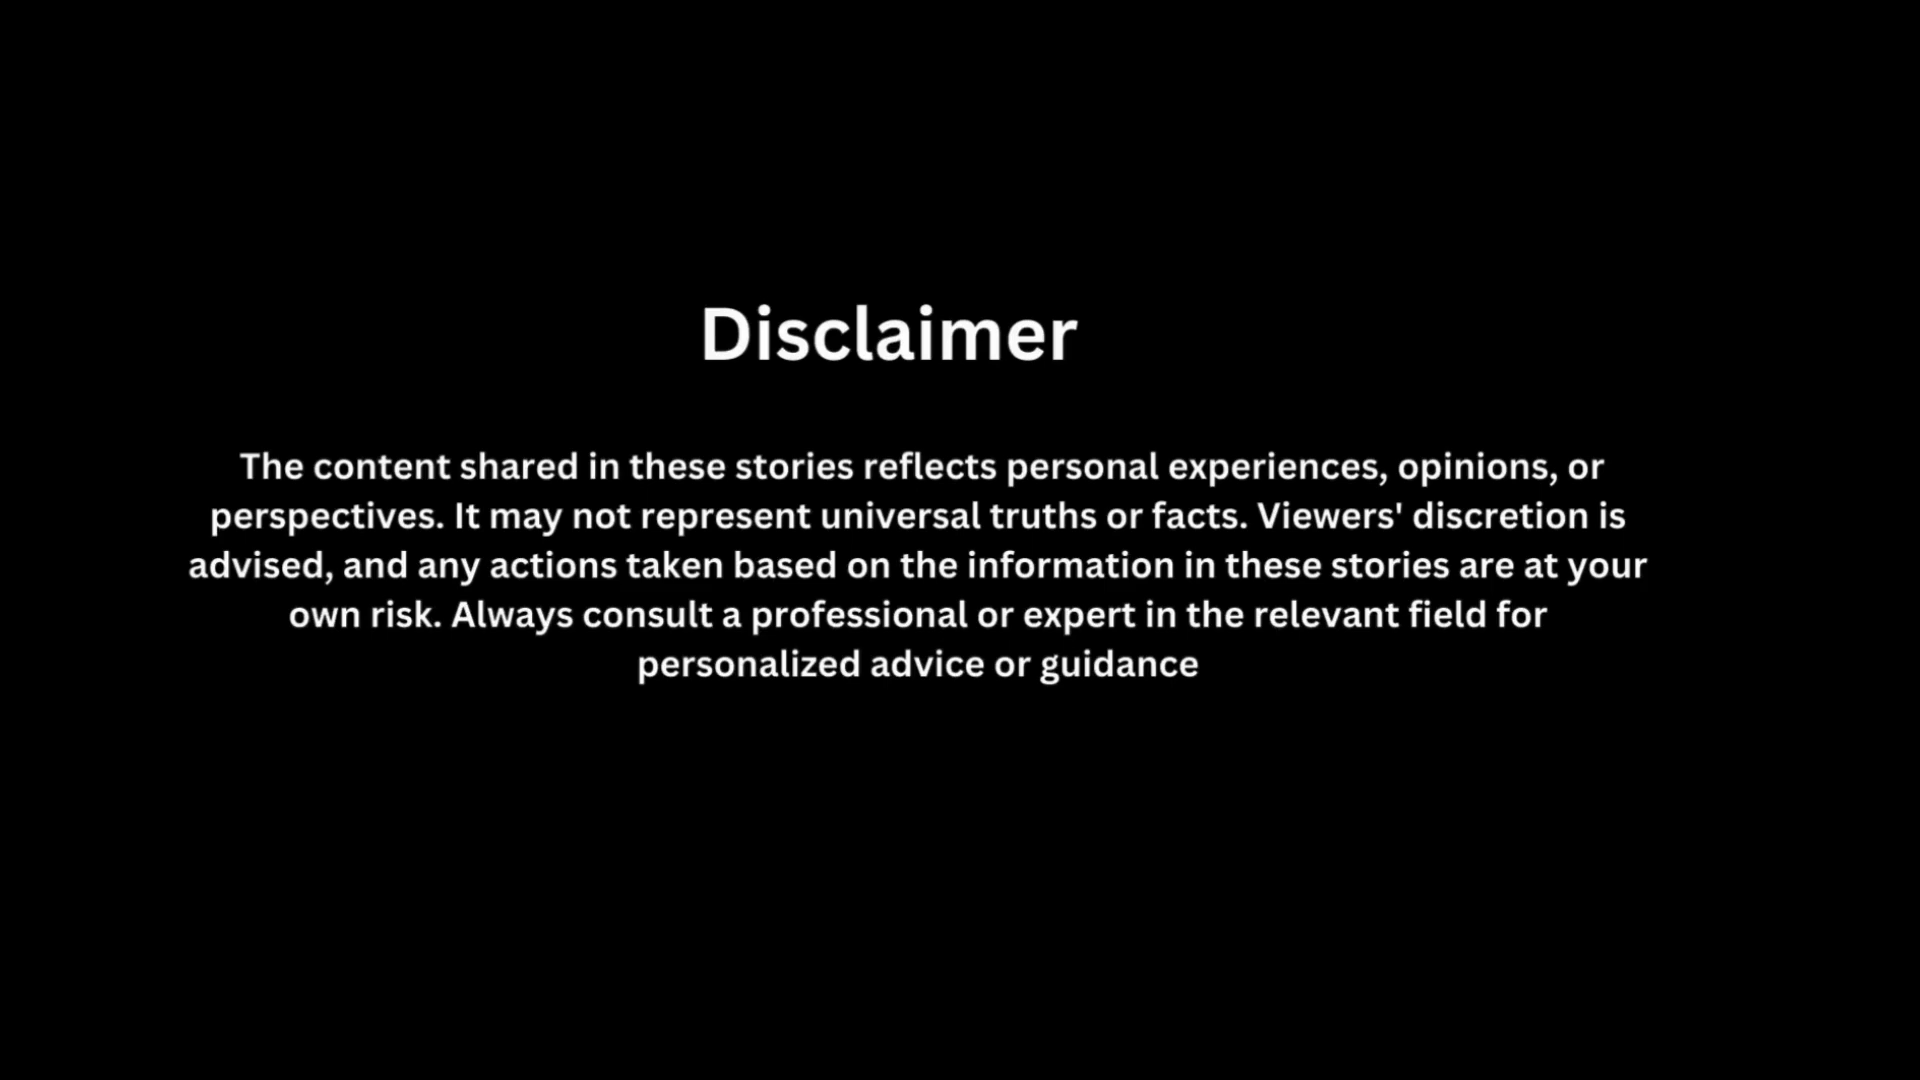 Disclaimer
The content shared in these stories reflects personal experiences, opinions, or
perspectives. It may not represent universal truths or facts. Viewers' discretion is
advised, and any actions taken based on the information in these stories are at your
own risk. Always consult a professional or expert in the relevant field for
personalized advice or guidance